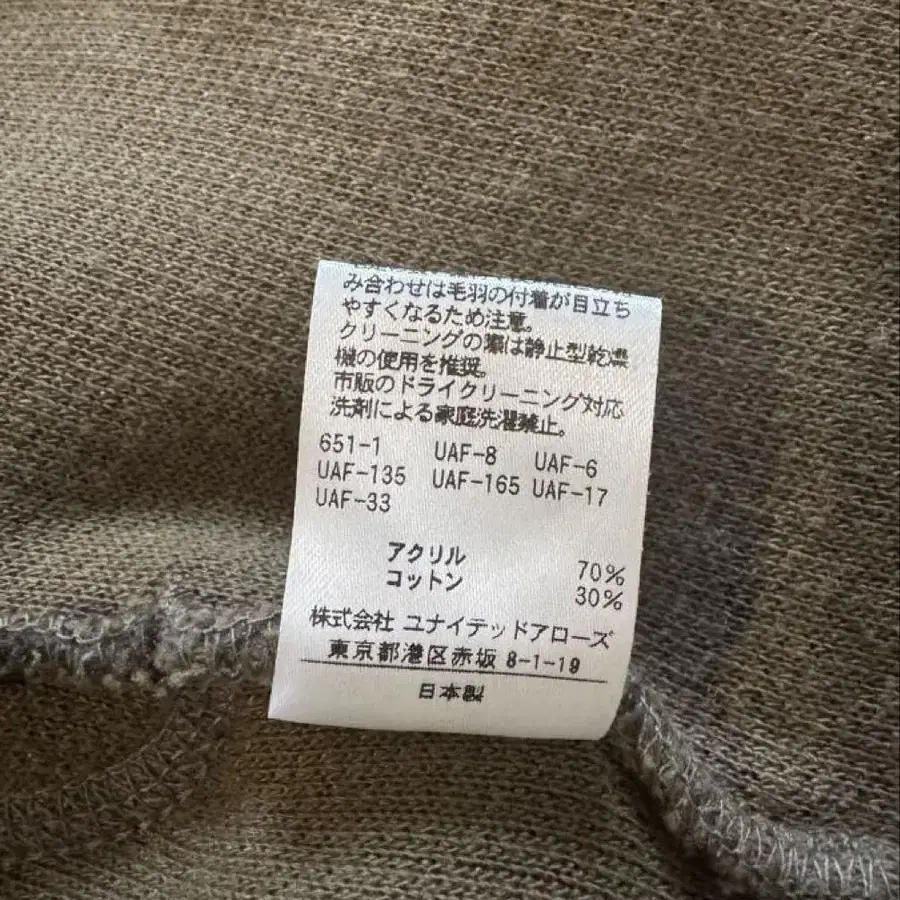 み合わせは毛羽の付着が目立ち
やすくなるため注意。
クリーニングの際は静止型乾燥
機の使用を推奨。
市販のドライクリーニング対応
洗剤による家庭洗濯禁止。
651-1 UAF-8 UAF-6
UAF-135 UAF-165 UAF-17
UAF-33
アクリル 70%
コットン 30%
株式会社 ユナイテッドアローズ
東京都港区赤坂 8-1-19
日本製